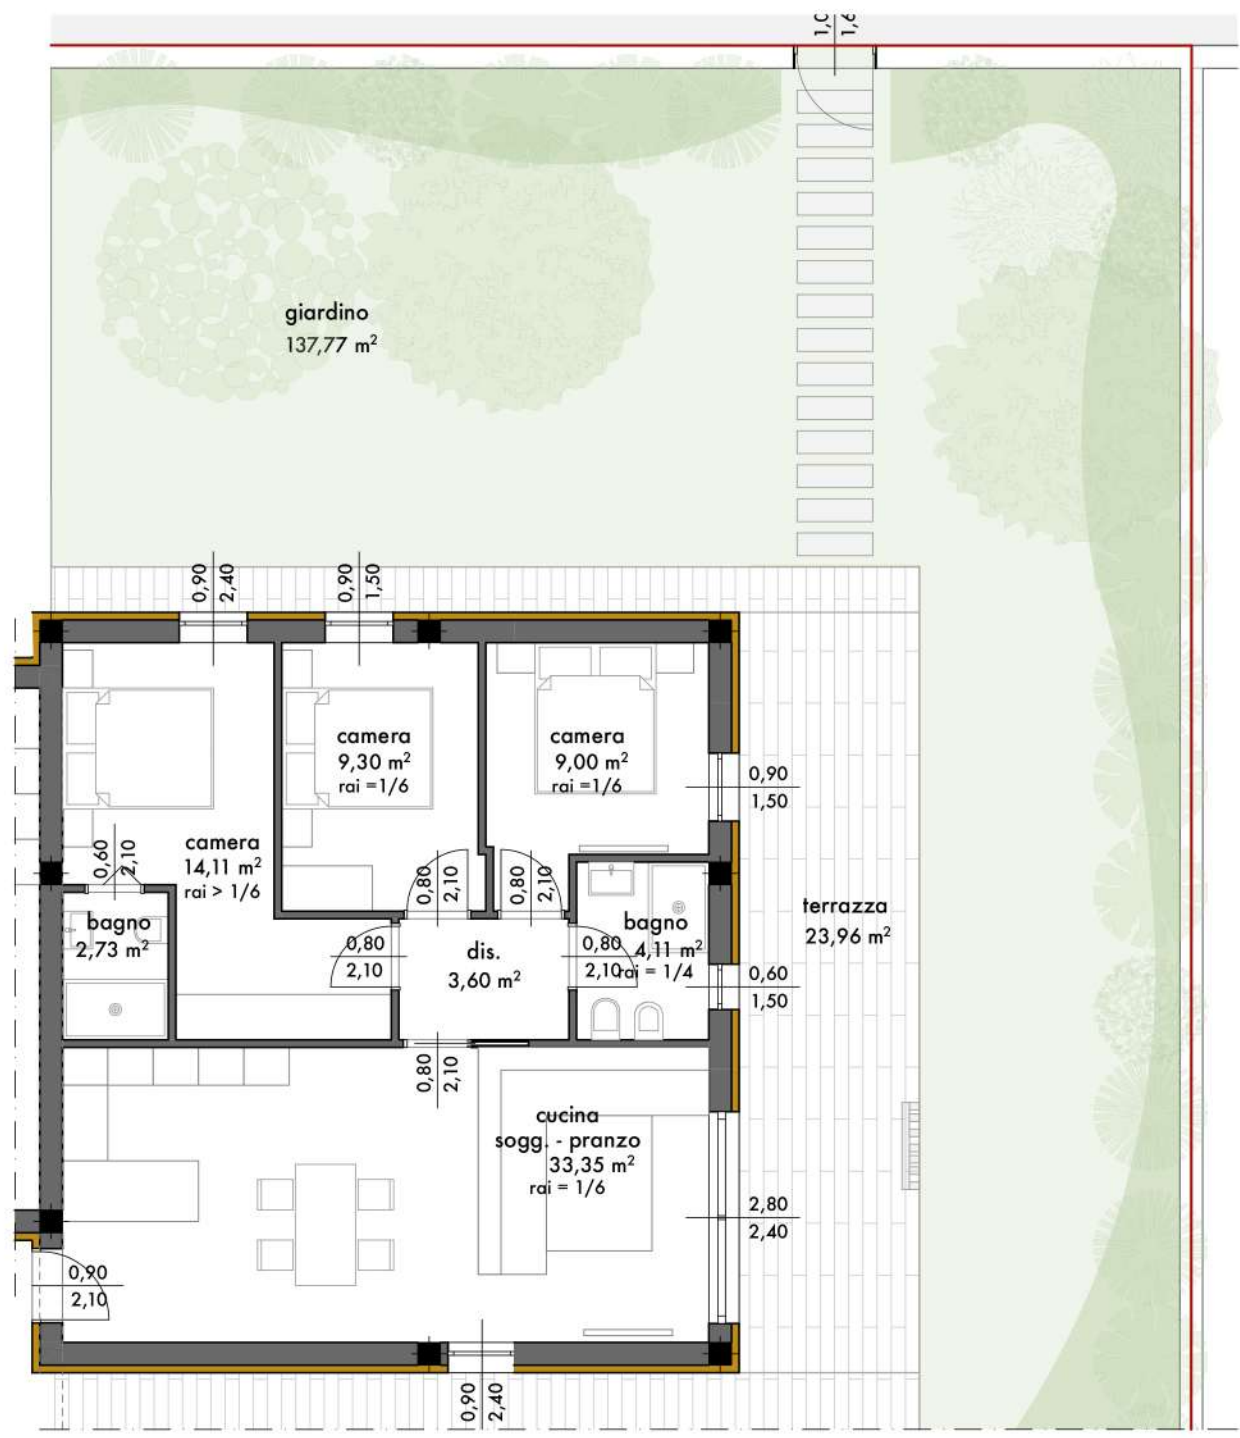 giardino
137,77 m²
0,90
2,40
0,90
1,50
camera
9,30 m²
rai =1/6
camera
9,00 m²
rai =1/6
0,90
1,50
0,60
2,10
camera
14,11 m²
rai > 1/6
0,80
2,10
0,80
2,10
bagno
2,73 m²
0,80
2,10
dis.
3,60 m²
0,80
2,10
bagno
4,11 m²
rai = 1/4
terrazza
23,96 m²
0,60
1,50
0,80
2,10
cucina
sogg. - pranzo
33,35 m²
rai = 1/6
2,80
2,40
0,90
2,10
0,90
2,40